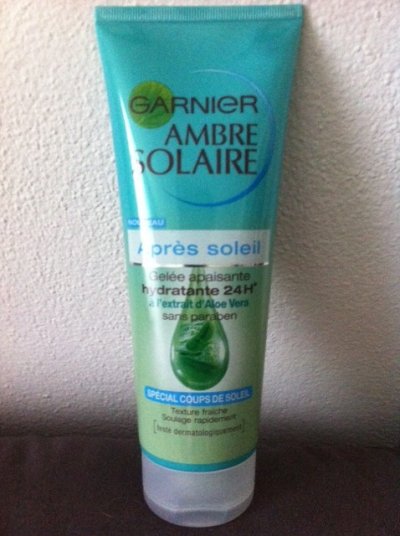 GARNIER
AMBRE
SOLAIRE
NOUVEAU
Après soleil
Gelée apaisante
hydratante 24H*
à l'extrait d'Aloe Vera
sans paraben
SPÉCIAL COUPS DE SOLEIL
Texture fraîche
Soulage rapidement
[testé dermatologiquement]